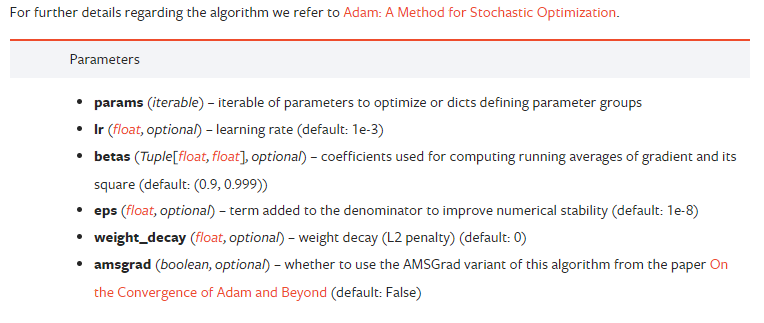 For further details regarding the algorithm we refer to Adam: A Method for Stochastic Optimization.
Parameters
• params (iterable) – iterable of parameters to optimize or dicts defining parameter groups
• lr (float, optional) – learning rate (default: 1e-3)
• betas (Tuple[float, float], optional) – coefficients used for computing running averages of gradient and its
square (default: (0.9, 0.999))
• eps (float, optional) – term added to the denominator to improve numerical stability (default: 1e-8)
• weight_decay (float, optional) – weight decay (L2 penalty) (default: 0)
• amsgrad (boolean, optional) – whether to use the AMSGrad variant of this algorithm from the paper On
the Convergence of Adam and Beyond (default: False)